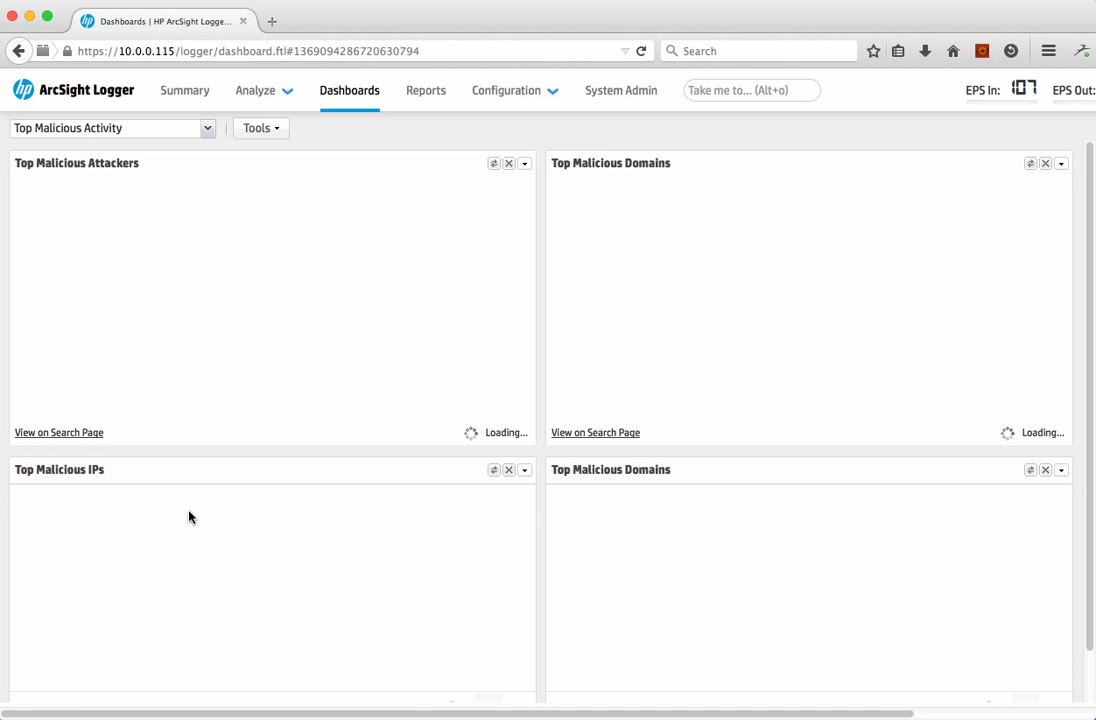 Dashboards | HP ArcSight Logge...
https://10.0.0.115/logger/dashboard.ftl#1369094286720630794
Search
hp ArcSight Logger
Summary
Analyze
Dashboards
Reports
Configuration
System Admin
Take me to... (Alt+o)
EPS In: 107
EPS Out:
Top Malicious Activity
Tools
Top Malicious Attackers
Top Malicious Domains
View on Search Page
Loading...
View on Search Page
Loading...
Top Malicious IPs
Top Malicious Domains